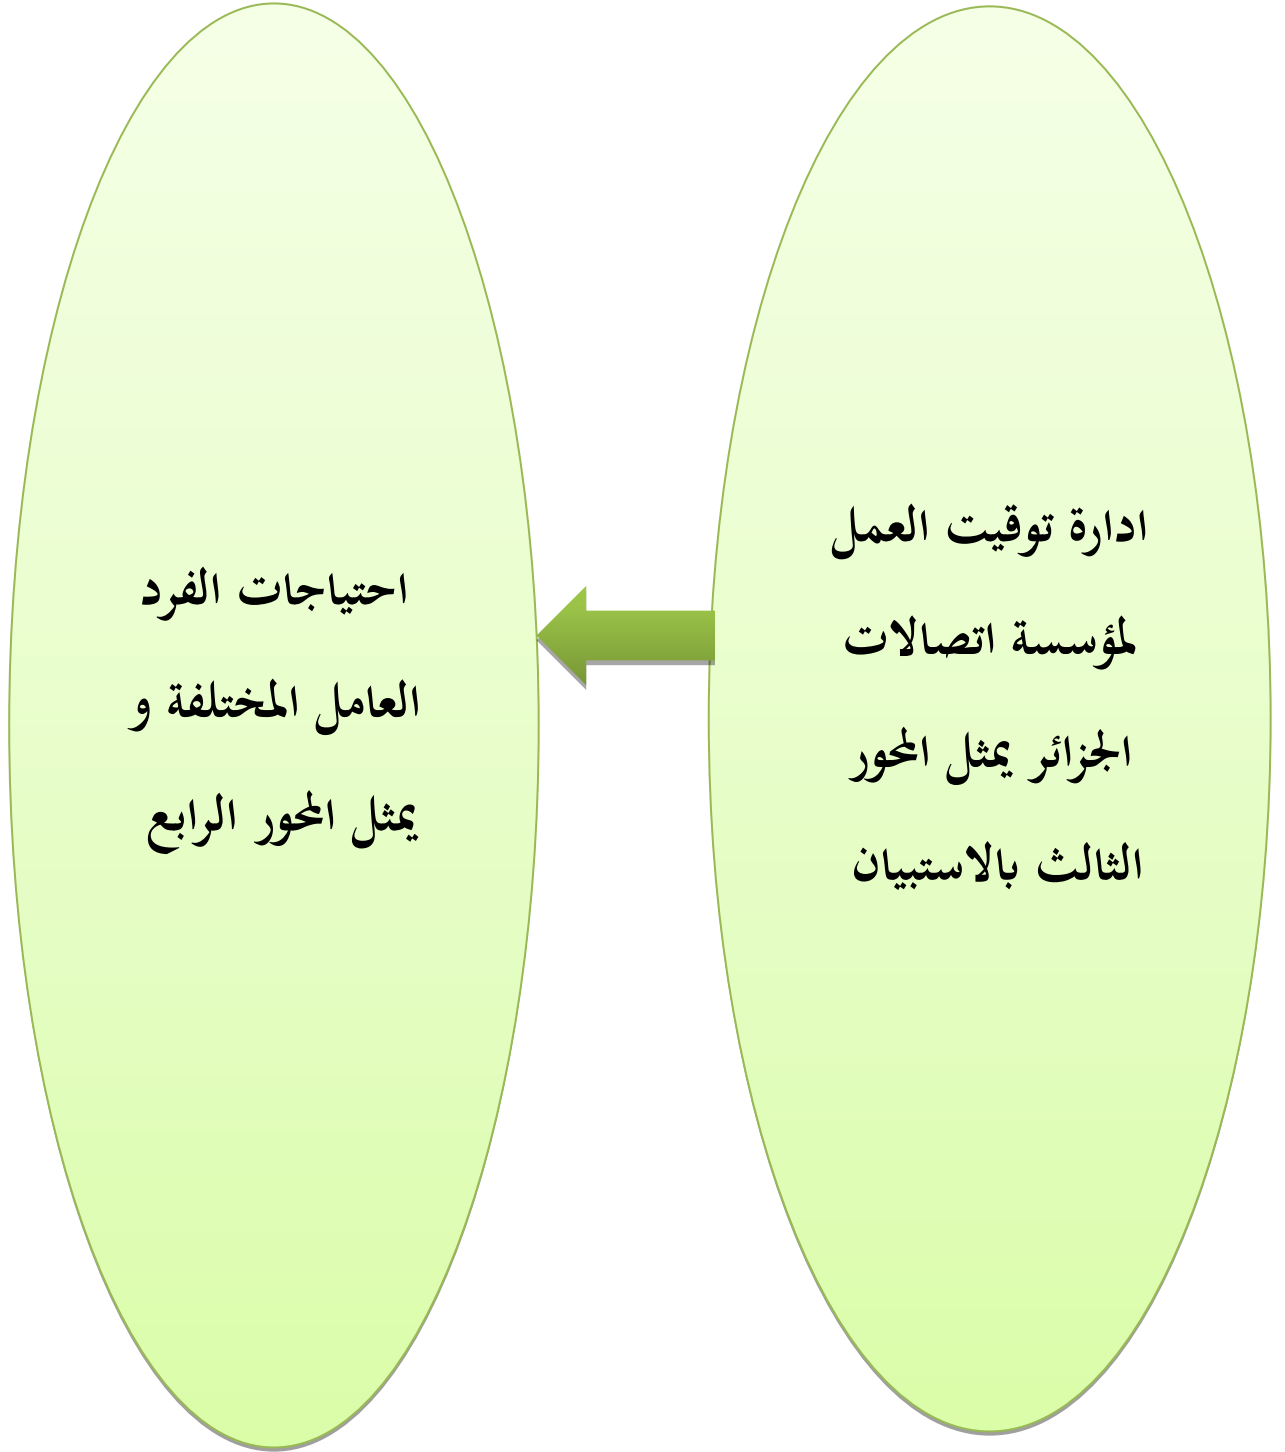 ادارة توقيت العمل
لمؤسسة اتصالات
الجزائر يمثل المحور
الثالث بالاستبيان
احتياجات الفرد
العامل المختلفة و
يمثل المحور الرابع